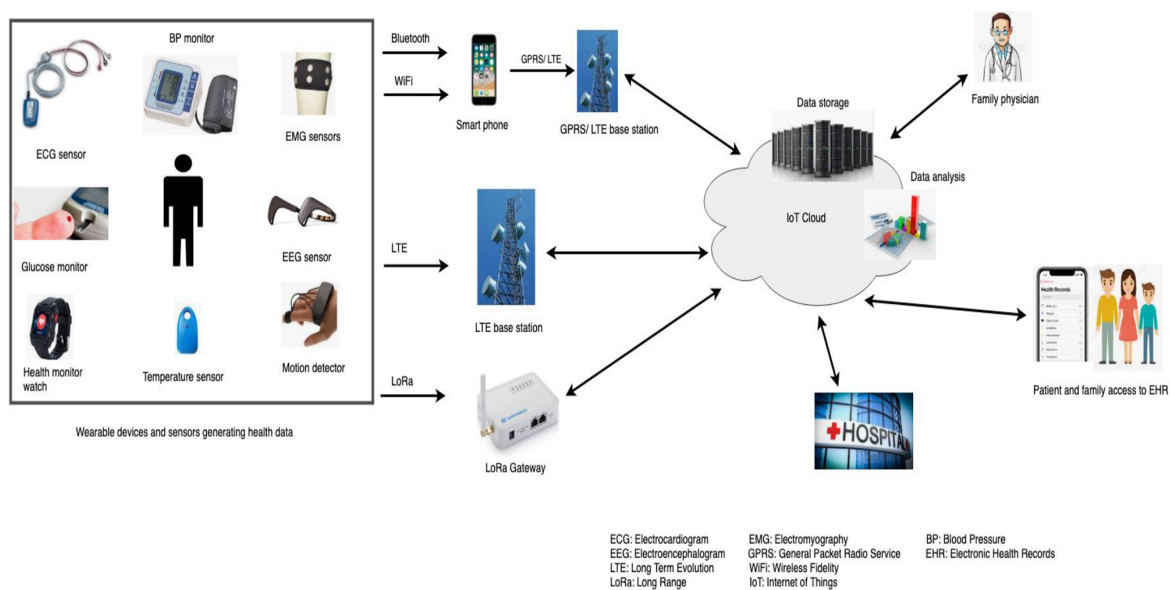 BP monitor
ECG sensor
EMG sensors
Glucose monitor
EEG sensor
Health monitor
watch
Temperature sensor
Motion detector
Wearable devices and sensors generating health data
Bluetooth
WiFi
Smart phone
GPRS/ LTE
GPRS/ LTE base station
LTE
LTE base station
LoRa
LoRa Gateway
Data storage
IoT Cloud
Data analysis
Family physician
Health Records
Patient and family access to EHR
HOSPITAL
ECG: Electrocardiogram
EEG: Electroencephalogram
LTE: Long Term Evolution
LoRa: Long Range
EMG: Electromyography
GPRS: General Packet Radio Service
WiFi: Wireless Fidelity
IoT: Internet of Things
BP: Blood Pressure
EHR: Electronic Health Records